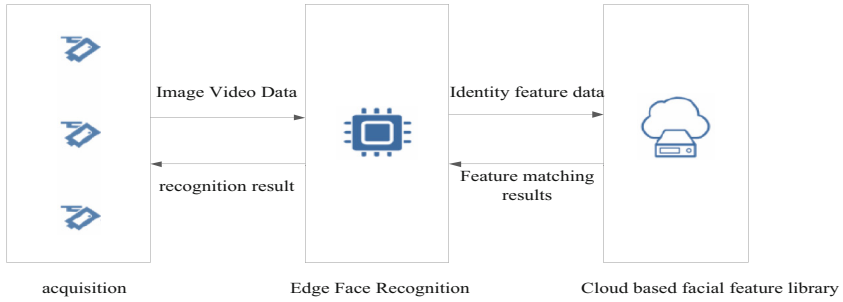 Image Video Data
Identity feature data
recognition result
Feature matching
results
acquisition
Edge Face Recognition
Cloud based facial feature library